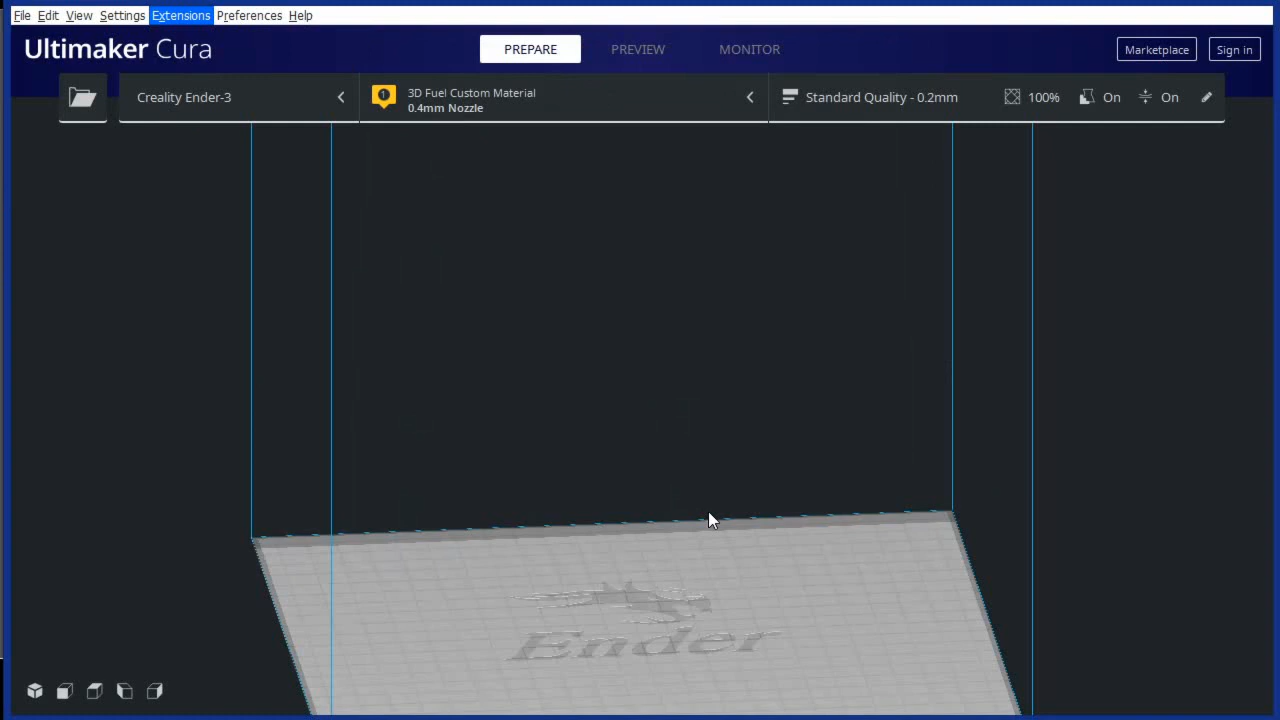 File Edit View Settings Extensions Preferences Help
Ultimaker Cura
PREPARE
PREVIEW
MONITOR
Marketplace
Sign in
Creality Ender-3
1
3D Fuel Custom Material
0.4mm Nozzle
Standard Quality - 0.2mm
100%
On
On
Ender